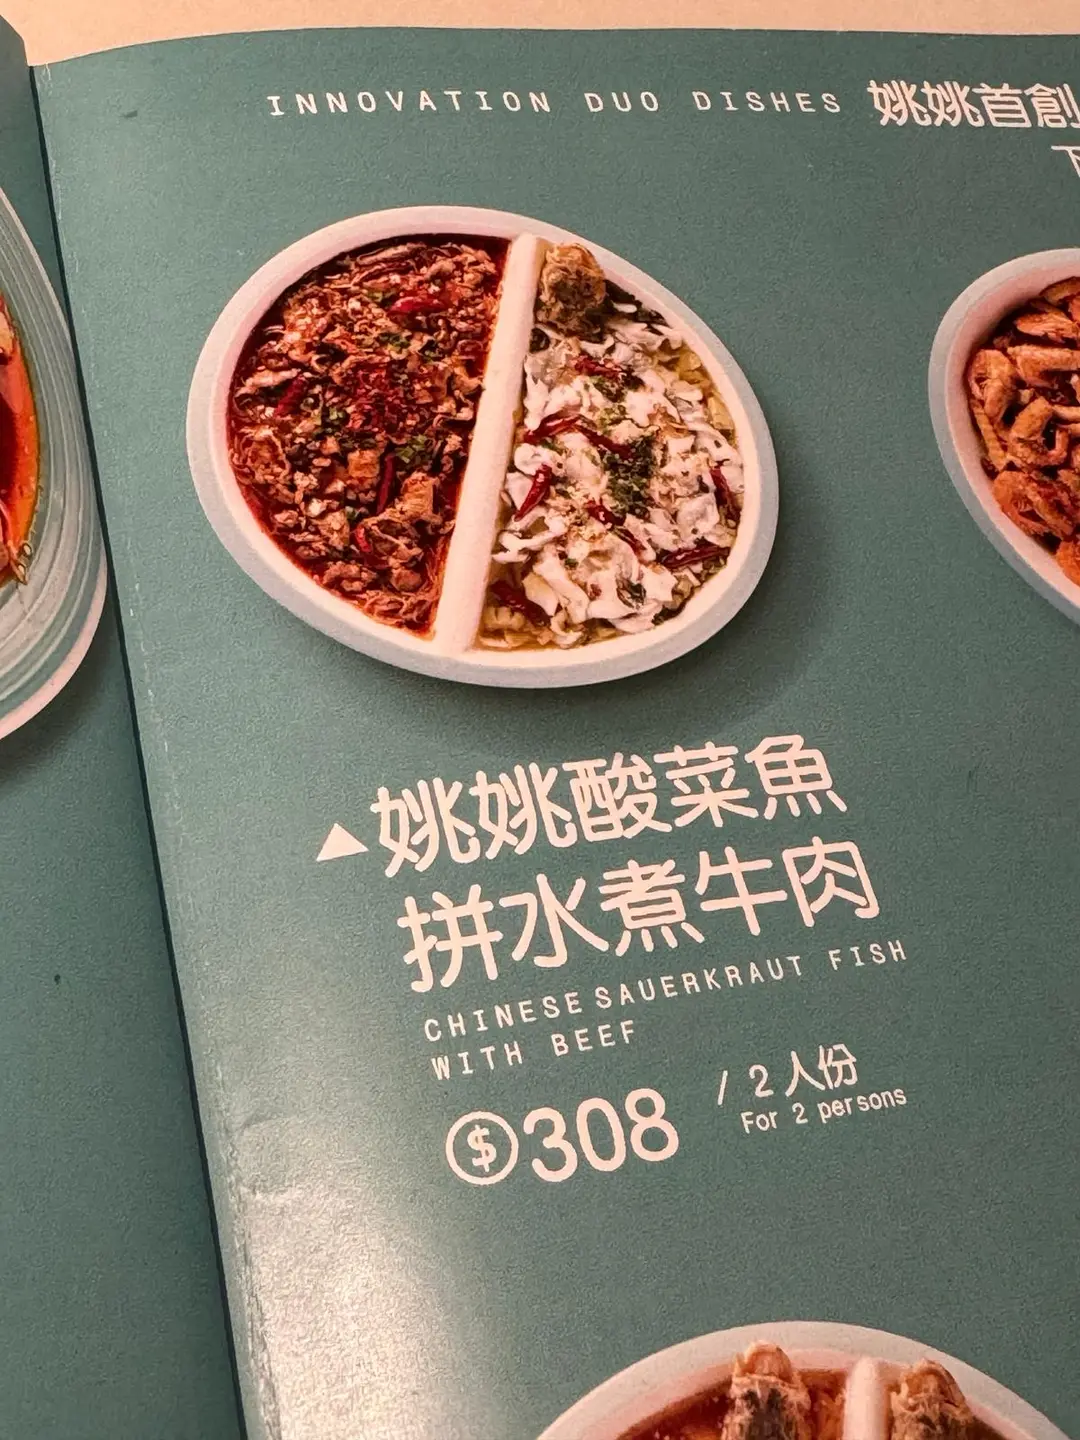 INNOVATION DUO DISHES 姚姚首創
姚姚酸菜魚
拼水煮牛肉
CHINESE SAUERKRAUT FISH
WITH BEEF
$308 / 2人份
For 2 persons